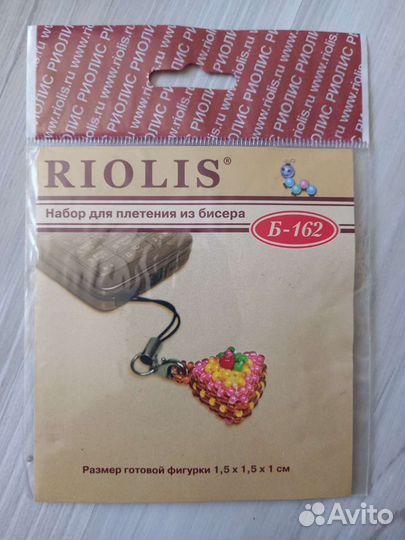 www.riolis.ru РИОЛИС www.riolis.ru РИОЛИС
RIOLIS®
Набор для плетения из бисера
Б-162
Размер готовой фигурки 1,5 x 1,5 x 1 см
Avito